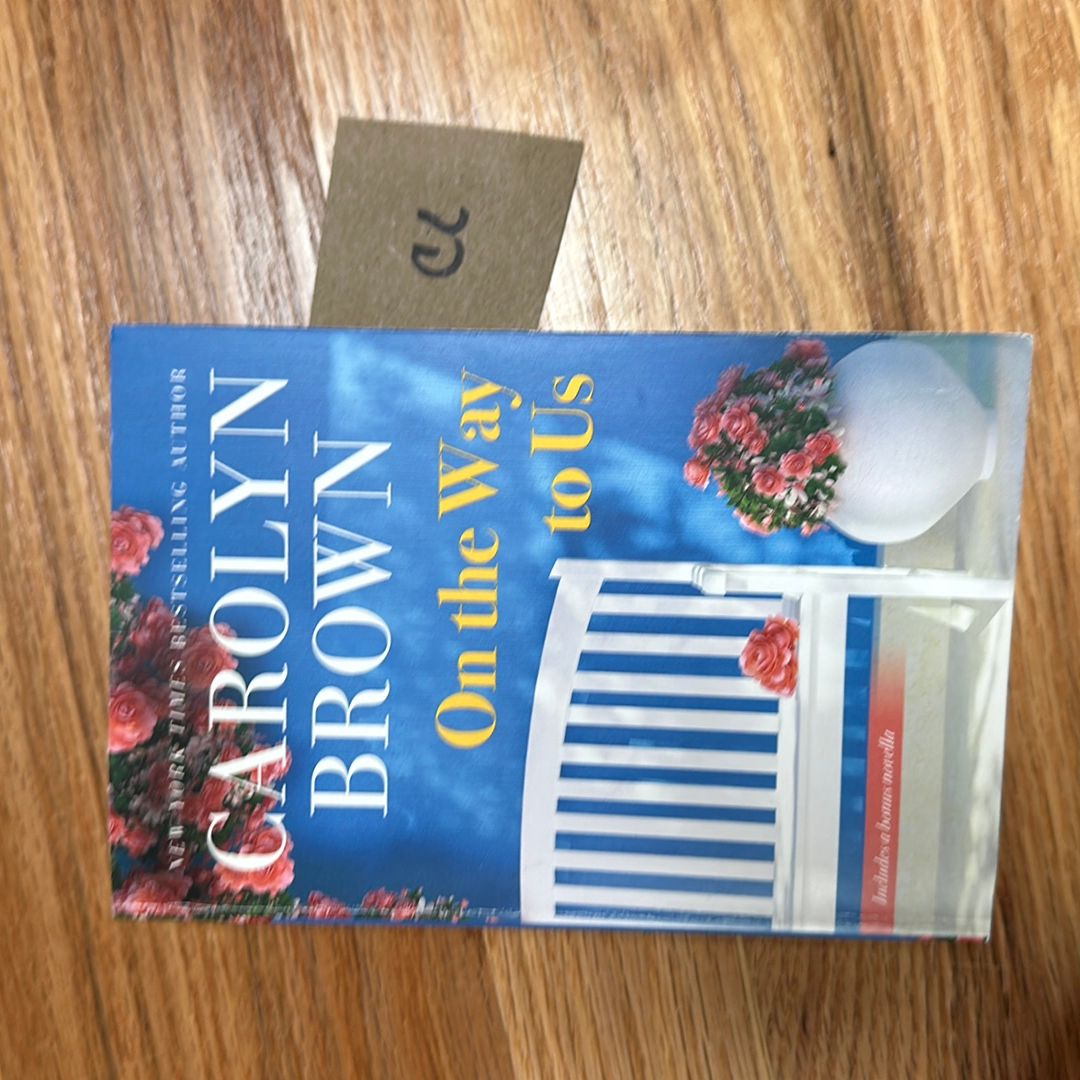 NEW YORK TIMES BESTSELLING AUTHOR
CAROLYN
BROWN
On the Way
to Us
Includes a bonus novella